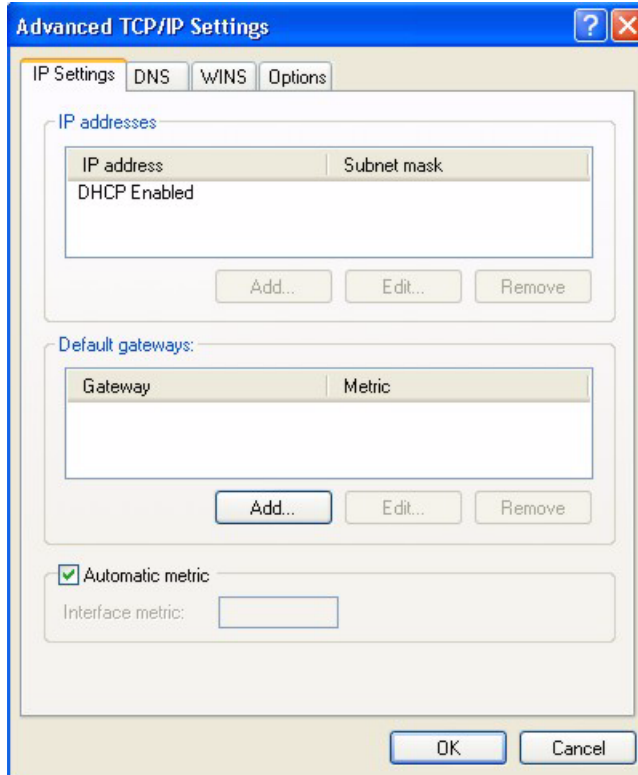 Advanced TCP/IP Settings
IP Settings DNS WINS Options
IP addresses
IP address Subnet mask
DHCP Enabled
Add... Edit... Remove
Default gateways:
Gateway Metric
Add... Edit... Remove
Automatic metric
Interface metric:
OK Cancel